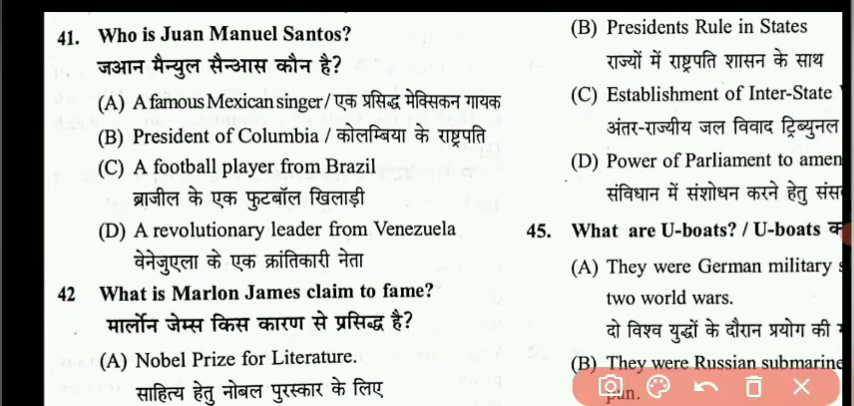 41. Who is Juan Manuel Santos?
जआन मैन्युल सैन्आस कौन है?
(A) A famous Mexican singer/ एक प्रसिद्ध मेक्सिकन गायक
(B) President of Columbia / कोलम्बिया के राष्ट्रपति
(C) A football player from Brazil
ब्राजील के एक फुटबॉल खिलाड़ी
(D) A revolutionary leader from Venezuela
वेनेजुएला के एक क्रांतिकारी नेता
42 What is Marlon James claim to fame?
मार्लोन जेम्स किस कारण से प्रसिद्ध है?
(A) Nobel Prize for Literature.
साहित्य हेतु नोबल पुरस्कार के लिए
(B) Presidents Rule in States
राज्यों में राष्ट्रपति शासन के साथ
(C) Establishment of Inter-State
अंतर-राज्यीय जल विवाद ट्रिब्युनल
(D) Power of Parliament to
संविधान में संशोधन करने हेतु
45. What are U-boats? / U-boats
(A) They were German military
two world wars.
दो विश्व युद्धों के दौरान प्रयोग की
(B) They were Russian submarine